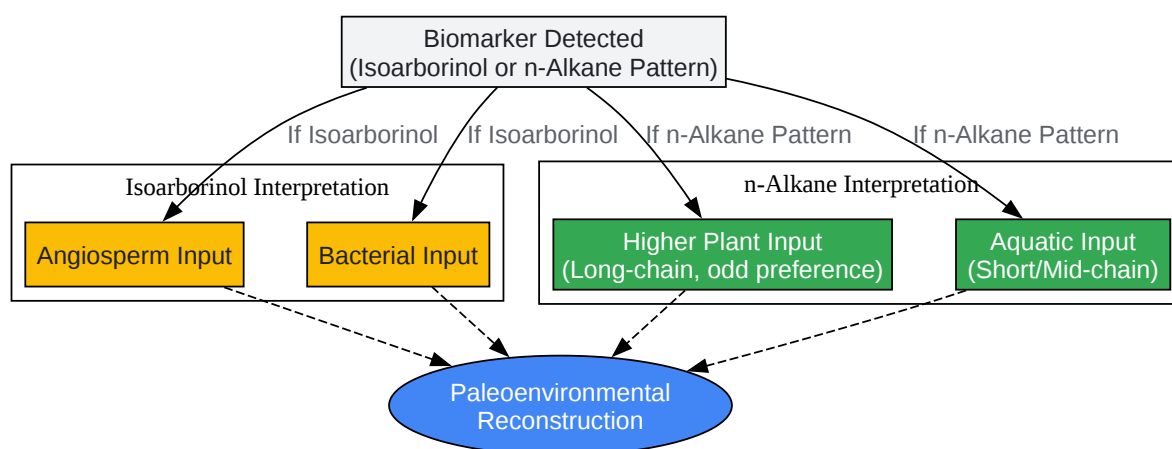 Biomarker Detected
(Isoarborinol or n-Alkane Pattern)
If Isoarborinol
If Isoarborinol
If n-Alkane Pattern
If n-Alkane Pattern
Isoarborinol Interpretation
n-Alkane Interpretation
Angiosperm Input
Bacterial Input
Higher Plant Input
(Long-chain, odd preference)
Aquatic Input
(Short/Mid-chain)
Paleoenvironmental
Reconstruction